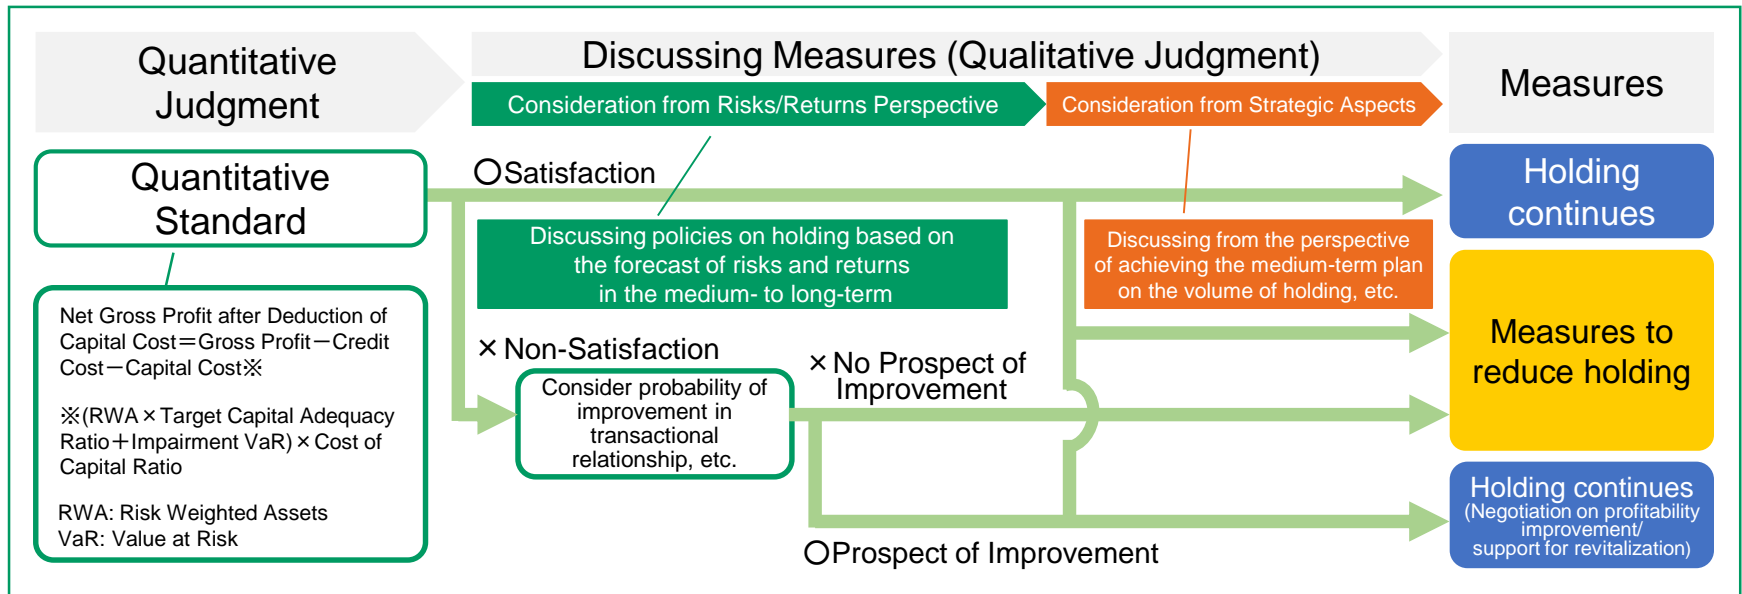 Quantitative
Judgment
Discussing Measures (Qualitative Judgment)
Consideration from Risks/Returns Perspective
Consideration from Strategic Aspects
Measures
Quantitative
Standard
○Satisfaction
Holding
continues
Discussing policies on holding based on
the forecast of risks and returns
in the medium- to long-term
Discussing from the perspective
of achieving the medium-term plan
on the volume of holding, etc.
Net Gross Profit after Deduction of
Capital Cost＝Gross Profit－Credit
Cost－Capital Cost※
※(RWA×Target Capital Adequacy
Ratio＋Impairment VaR)×Cost of
Capital Ratio
RWA: Risk Weighted Assets
VaR: Value at Risk
×Non-Satisfaction
Consider probability of
improvement in
transactional
relationship, etc.
×No Prospect of
Improvement
Measures to
reduce holding
○Prospect of Improvement
Holding continues
(Negotiation on profitability
improvement/
support for revitalization)